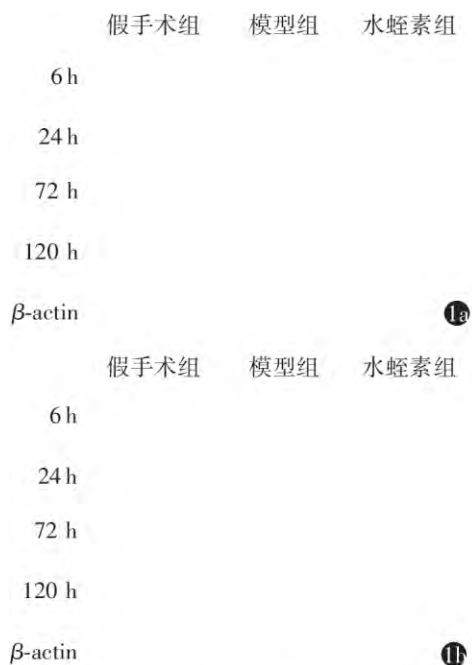 假手术组 模型组 水蛭素组
6 h
24 h
72 h
120 h
β-actin 1a
假手术组 模型组 水蛭素组
6 h
24 h
72 h
120 h
β-actin 1b